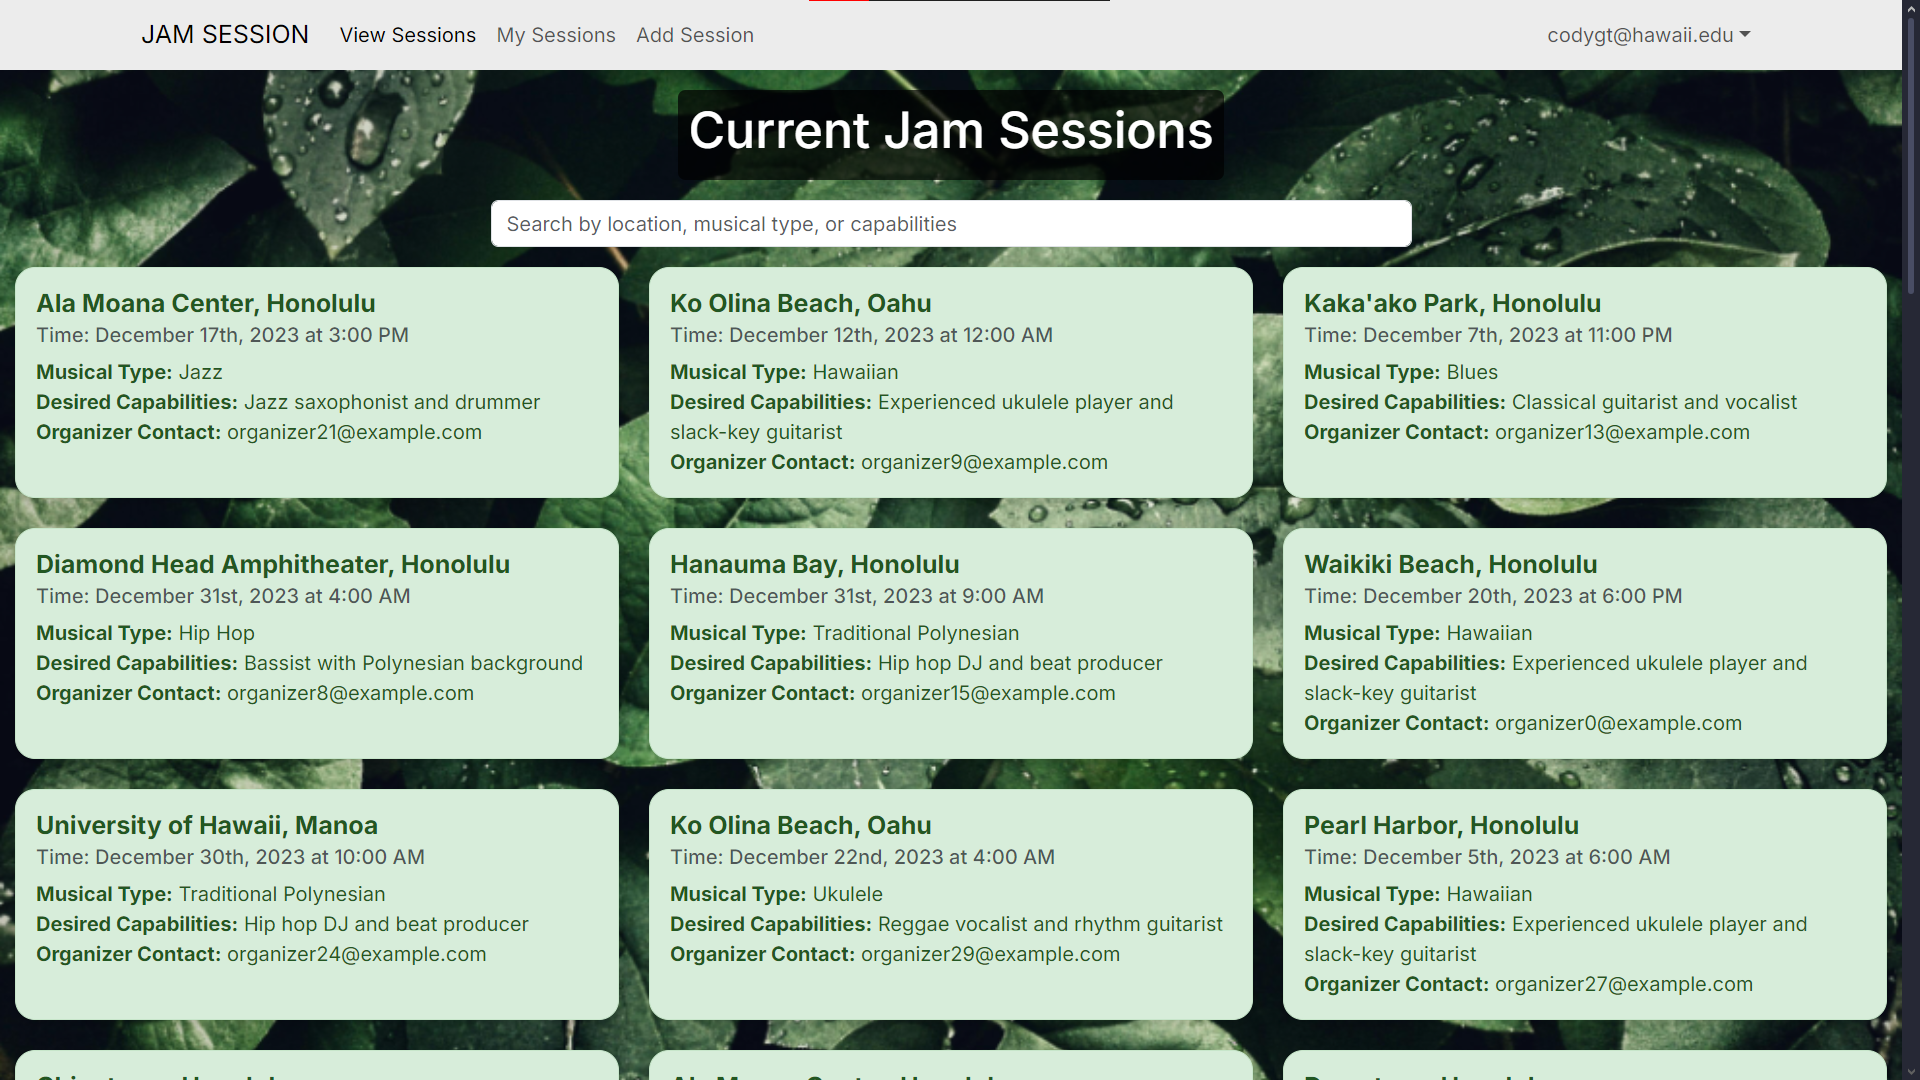 JAM SESSION View Sessions My Sessions Add Session codygt@hawaii.edu
Current Jam Sessions
Search by location, musical type, or capabilities
Ala Moana Center, Honolulu
Time: December 17th, 2023 at 3:00 PM
Musical Type: Jazz
Desired Capabilities: Jazz saxophonist and drummer
Organizer Contact: organizer21@example.com
Ko Olina Beach, Oahu
Time: December 12th, 2023 at 12:00 AM
Musical Type: Hawaiian
Desired Capabilities: Experienced ukulele player and
slack-key guitarist
Organizer Contact: organizer9@example.com
Kaka'ako Park, Honolulu
Time: December 7th, 2023 at 11:00 PM
Musical Type: Blues
Desired Capabilities: Classical guitarist and vocalist
Organizer Contact: organizer13@example.com
Diamond Head Amphitheater, Honolulu
Time: December 31st, 2023 at 4:00 AM
Musical Type: Hip Hop
Desired Capabilities: Bassist with Polynesian background
Organizer Contact: organizer8@example.com
Hanauma Bay, Honolulu
Time: December 31st, 2023 at 9:00 AM
Musical Type: Traditional Polynesian
Desired Capabilities: Hip hop DJ and beat producer
Organizer Contact: organizer15@example.com
Waikiki Beach, Honolulu
Time: December 20th, 2023 at 6:00 PM
Musical Type: Hawaiian
Desired Capabilities: Experienced ukulele player and
slack-key guitarist
Organizer Contact: organizer0@example.com
University of Hawaii, Manoa
Time: December 30th, 2023 at 10:00 AM
Musical Type: Traditional Polynesian
Desired Capabilities: Hip hop DJ and beat producer
Organizer Contact: organizer24@example.com
Ko Olina Beach, Oahu
Time: December 22nd, 2023 at 4:00 AM
Musical Type: Ukulele
Desired Capabilities: Reggae vocalist and rhythm guitarist
Organizer Contact: organizer29@example.com
Pearl Harbor, Honolulu
Time: December 5th, 2023 at 6:00 AM
Musical Type: Hawaiian
Desired Capabilities: Experienced ukulele player and
slack-key guitarist
Organizer Contact: organizer27@example.com